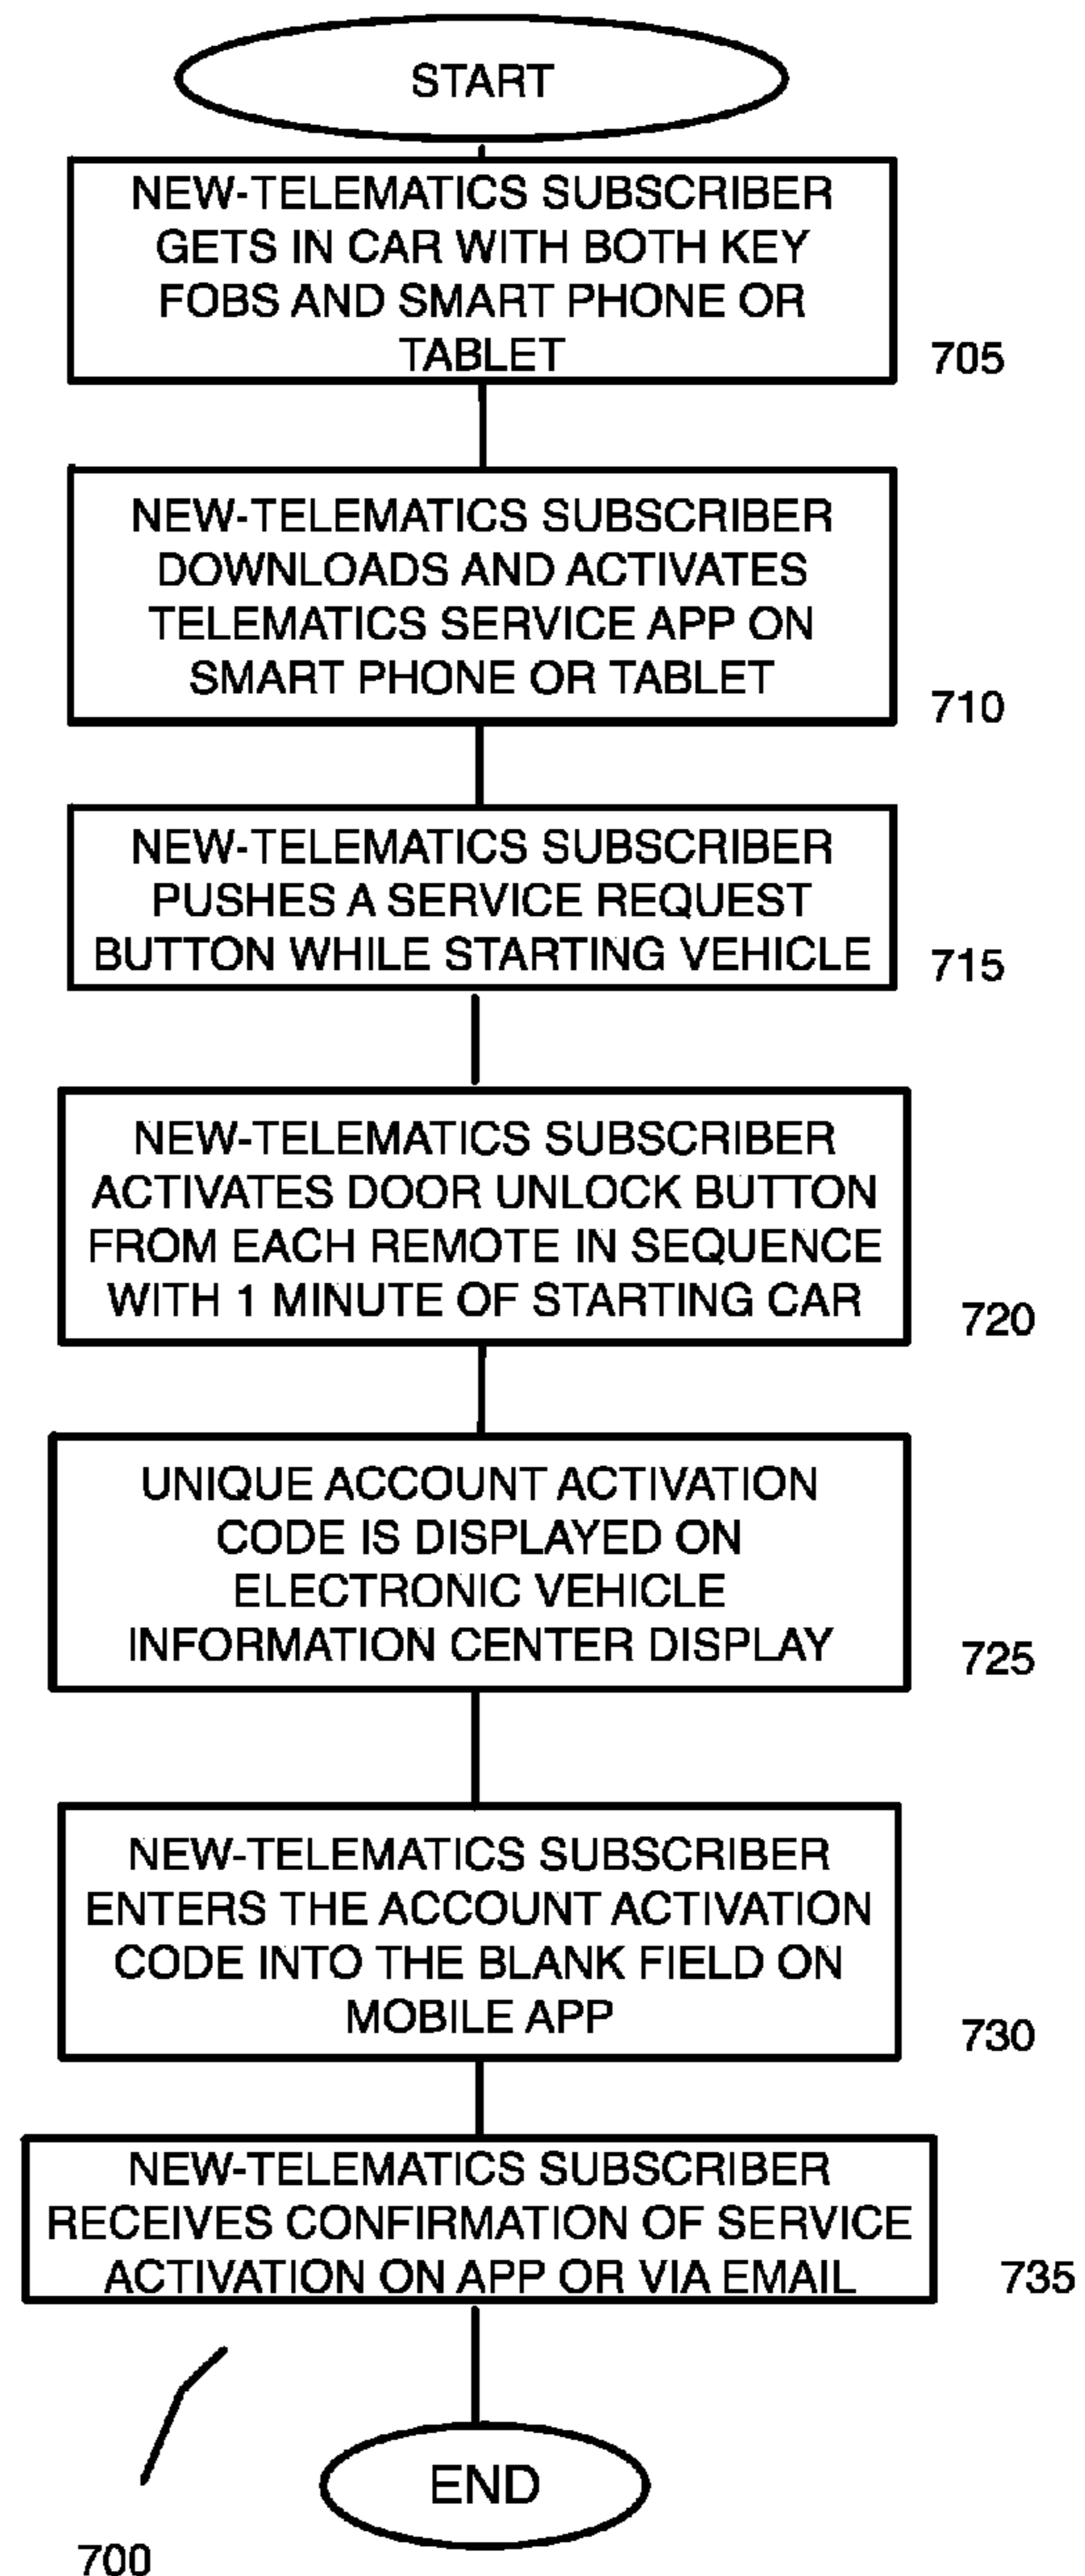 START
NEW-TELEMATICS SUBSCRIBER
GETS IN CAR WITH BOTH KEY
FOBS AND SMART PHONE OR
TABLET
705
NEW-TELEMATICS SUBSCRIBER
DOWNLOADS AND ACTIVATES
TELEMATICS SERVICE APP ON
SMART PHONE OR TABLET
710
NEW-TELEMATICS SUBSCRIBER
PUSHES A SERVICE REQUEST
BUTTON WHILE STARTING VEHICLE
715
NEW-TELEMATICS SUBSCRIBER
ACTIVATES DOOR UNLOCK BUTTON
FROM EACH REMOTE IN SEQUENCE
WITH 1 MINUTE OF STARTING CAR
720
UNIQUE ACCOUNT ACTIVATION
CODE IS DISPLAYED ON
ELECTRONIC VEHICLE
INFORMATION CENTER DISPLAY
725
NEW-TELEMATICS SUBSCRIBER
ENTERS THE ACCOUNT ACTIVATION
CODE INTO THE BLANK FIELD ON
MOBILE APP
730
NEW-TELEMATICS SUBSCRIBER
RECEIVES CONFIRMATION OF SERVICE
ACTIVATION ON APP OR VIA EMAIL
735
END
700